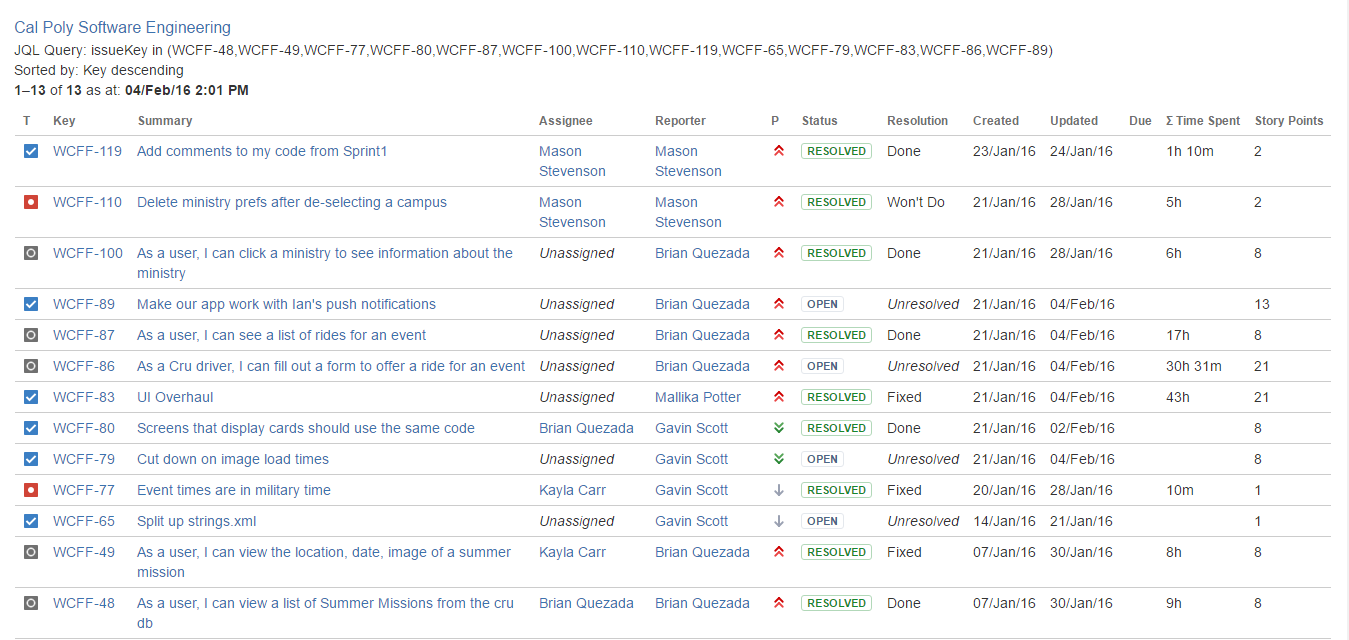 Cal Poly Software Engineering
JQL Query: issueKey in (WCFF-48,WCFF-49,WCFF-77,WCFF-80,WCFF-87,WCFF-100,WCFF-110,WCFF-119,WCFF-65,WCFF-79,WCFF-83,WCFF-86,WCFF-89)
Sorted by: Key descending
1–13 of 13 as at: 04/Feb/16 2:01 PM
T Key Summary Assignee Reporter P Status Resolution Created Updated Due Σ Time Spent Story Points
WCFF-119 Add comments to my code from Sprint1 Mason Mason RESOLVED Done 23/Jan/16 24/Jan/16 1h 10m 2
Stevenson Stevenson
WCFF-110 Delete ministry prefs after de-selecting a campus Mason Mason RESOLVED Won't Do 21/Jan/16 28/Jan/16 5h 2
Stevenson Stevenson
WCFF-100 As a user, I can click a ministry to see information about the Unassigned Brian Quezada RESOLVED Done 21/Jan/16 28/Jan/16 6h 8
ministry
WCFF-89 Make our app work with Ian's push notifications Unassigned Brian Quezada OPEN Unresolved 21/Jan/16 04/Feb/16 13
WCFF-87 As a user, I can see a list of rides for an event Unassigned Brian Quezada RESOLVED Done 21/Jan/16 04/Feb/16 17h 8
WCFF-86 As a Cru driver, I can fill out a form to offer a ride for an event Unassigned Brian Quezada OPEN Unresolved 21/Jan/16 04/Feb/16 30h 31m 21
WCFF-83 UI Overhaul Unassigned Mallika Potter RESOLVED Fixed 21/Jan/16 04/Feb/16 43h 21
WCFF-80 Screens that display cards should use the same code Brian Quezada Gavin Scott RESOLVED Done 21/Jan/16 02/Feb/16 8
WCFF-79 Cut down on image load times Unassigned Gavin Scott OPEN Unresolved 21/Jan/16 04/Feb/16 8
WCFF-77 Event times are in military time Kayla Carr Gavin Scott RESOLVED Fixed 20/Jan/16 28/Jan/16 10m 1
WCFF-65 Split up strings.xml Unassigned Gavin Scott OPEN Unresolved 14/Jan/16 21/Jan/16 1
WCFF-49 As a user, I can view the location, date, image of a summer Kayla Carr Brian Quezada RESOLVED Fixed 07/Jan/16 30/Jan/16 8h 8
mission
WCFF-48 As a user, I can view a list of Summer Missions from the cru Brian Quezada Brian Quezada RESOLVED Done 07/Jan/16 30/Jan/16 9h 8
db